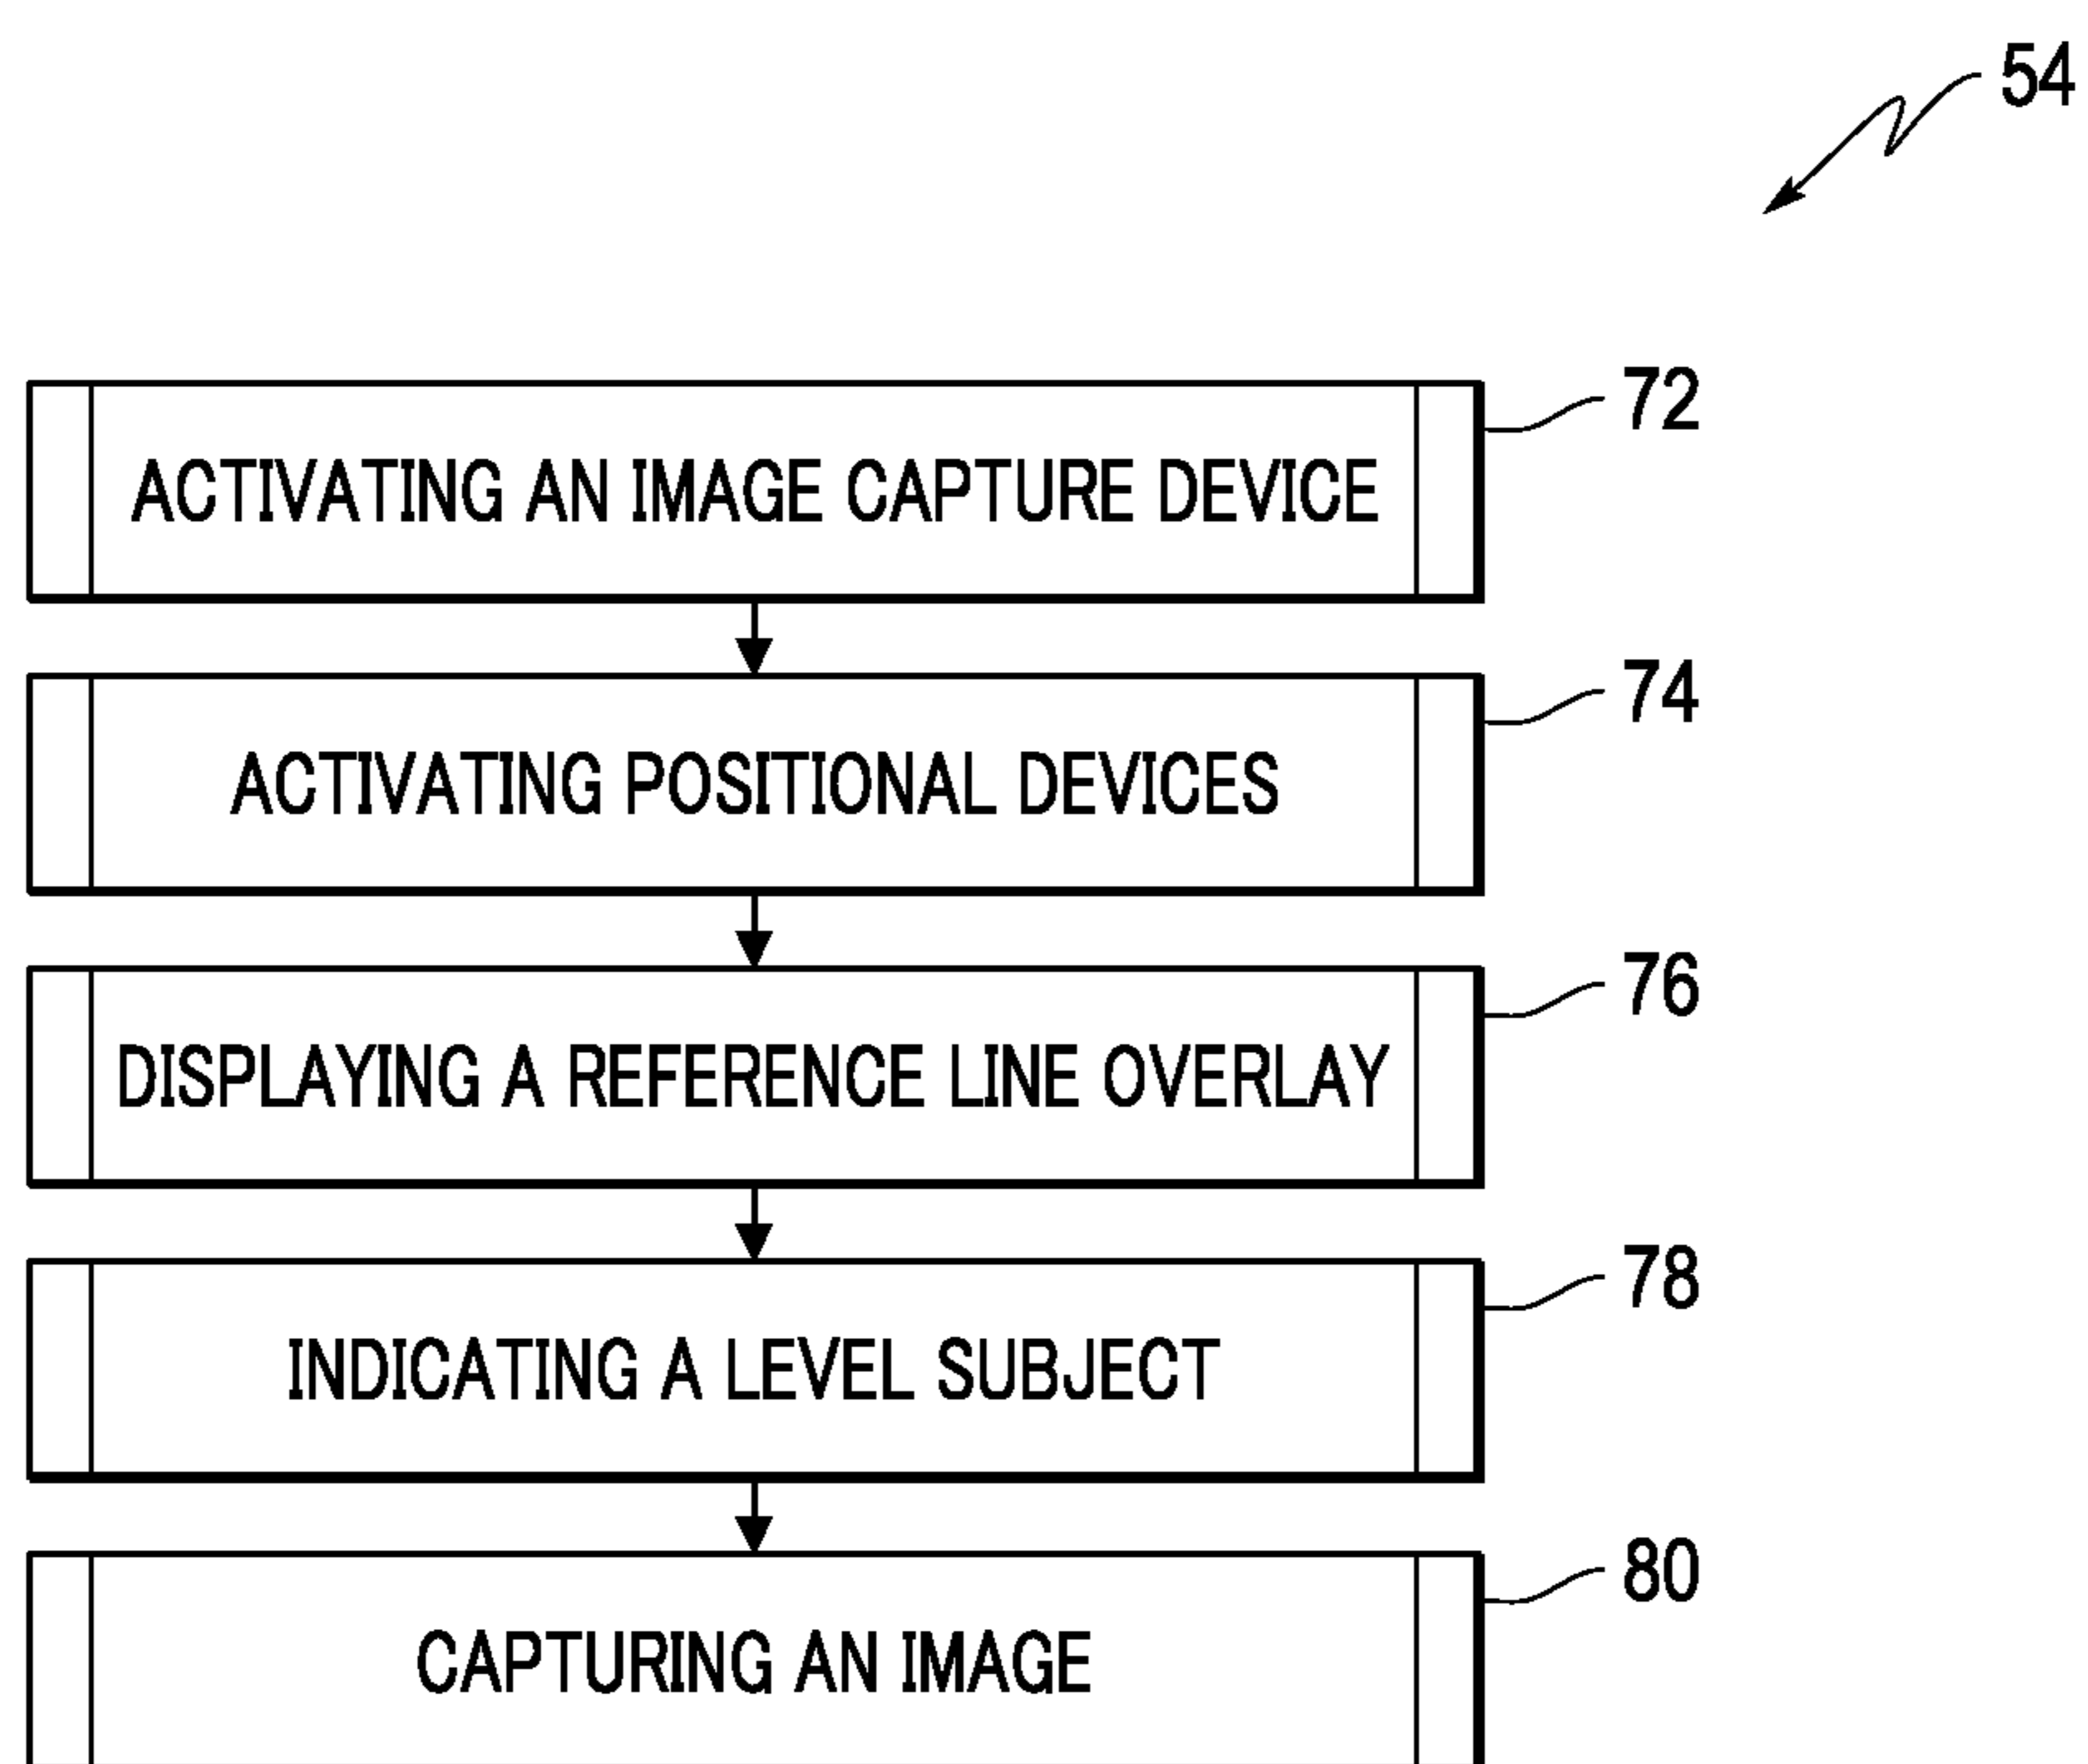 54
ACTIVATING AN IMAGE CAPTURE DEVICE
72
ACTIVATING POSITIONAL DEVICES
74
DISPLAYING A REFERENCE LINE OVERLAY
76
INDICATING A LEVEL SUBJECT
78
CAPTURING AN IMAGE
80